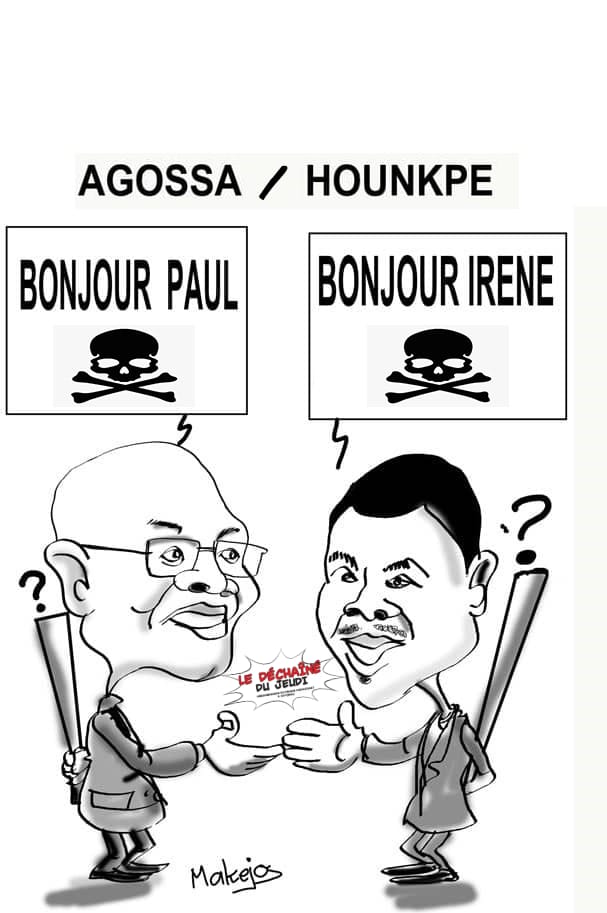 AGOSSA / HOUNKPE
BONJOUR PAUL
BONJOUR IRENE
?
?
LE DÉCHAÎNÉ
DU JEUDI
Makejos